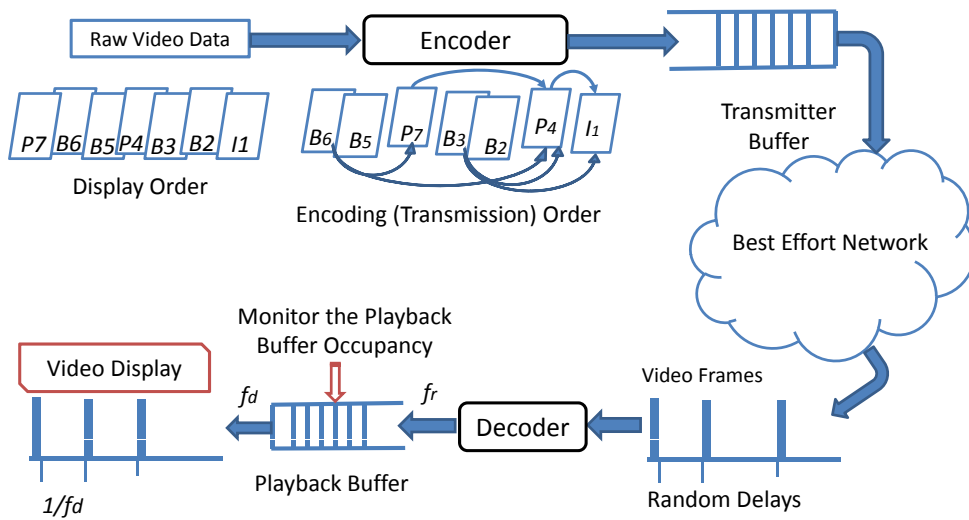 Raw Video Data
Encoder
P7 B6 B5 P4 B3 B2 I1
B6 B5 P7 B3 B2 P4 I1
Transmitter
Buffer
Display Order
Encoding (Transmission) Order
Best Effort Network
Monitor the Playback
Buffer Occupancy
Video Display
Video Frames
fd
fr
Decoder
Playback Buffer
Random Delays
1/fd